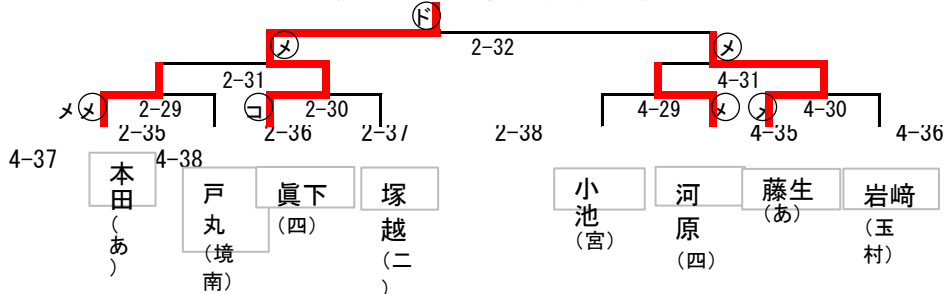 ド
メ 2-32 メ
2-31 4-31
メメ 2-29 コ 2-30 4-29 メ メ 4-30
2-35 2-36 2-37 2-38 4-35 4-36
4-37 4-38
本田(あ)
戸丸(境南)
眞下(四)
塚越(二)
小池(宮)
河原(四)
藤生(あ)
岩﨑(玉村)